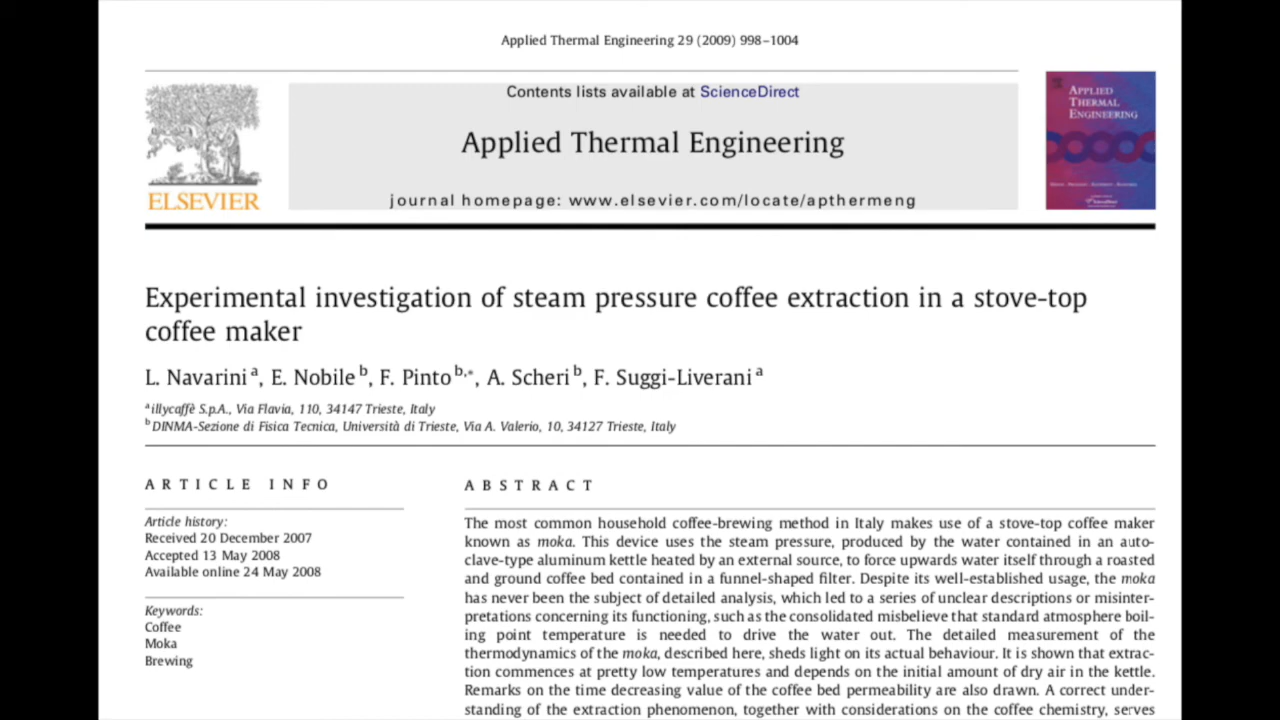 Applied Thermal Engineering 29 (2009) 998–1004
Contents lists available at ScienceDirect
Applied Thermal Engineering
journal homepage: www.elsevier.com/locate/apthermeng
ELSEVIER
APPLIED
THERMAL
ENGINEERING
Experimental investigation of steam pressure coffee extraction in a stove-top
coffee maker
L. Navarini a, E. Nobile b, F. Pinto b,*, A. Scheri b, F. Suggi-Liverani a
a illycaffè S.p.A., Via Flavia, 110, 34147 Trieste, Italy
b DINMA-Sezione di Fisica Tecnica, Università di Trieste, Via A. Valerio, 10, 34127 Trieste, Italy
ARTICLE INFO
Article history:
Received 20 December 2007
Accepted 13 May 2008
Available online 24 May 2008
Keywords:
Coffee
Moka
Brewing
ABSTRACT
The most common household coffee-brewing method in Italy makes use of a stove-top coffee maker
known as moka. This device uses the steam pressure, produced by the water contained in an auto-
clave-type aluminum kettle heated by an external source, to force upwards water itself through a roasted
and ground coffee bed contained in a funnel-shaped filter. Despite its well-established usage, the moka
has never been the subject of detailed analysis, which led to a series of unclear descriptions or misinter-
pretations concerning its functioning, such as the consolidated misbelieve that standard atmosphere boil-
ing point temperature is needed to drive the water out. The detailed measurement of the
thermodynamics of the moka, described here, sheds light on its actual behaviour. It is shown that extrac-
tion commences at pretty low temperatures and depends on the initial amount of dry air in the kettle.
Remarks on the time decreasing value of the coffee bed permeability are also drawn. A correct under-
standing of the extraction phenomenon, together with considerations on the coffee chemistry, serves